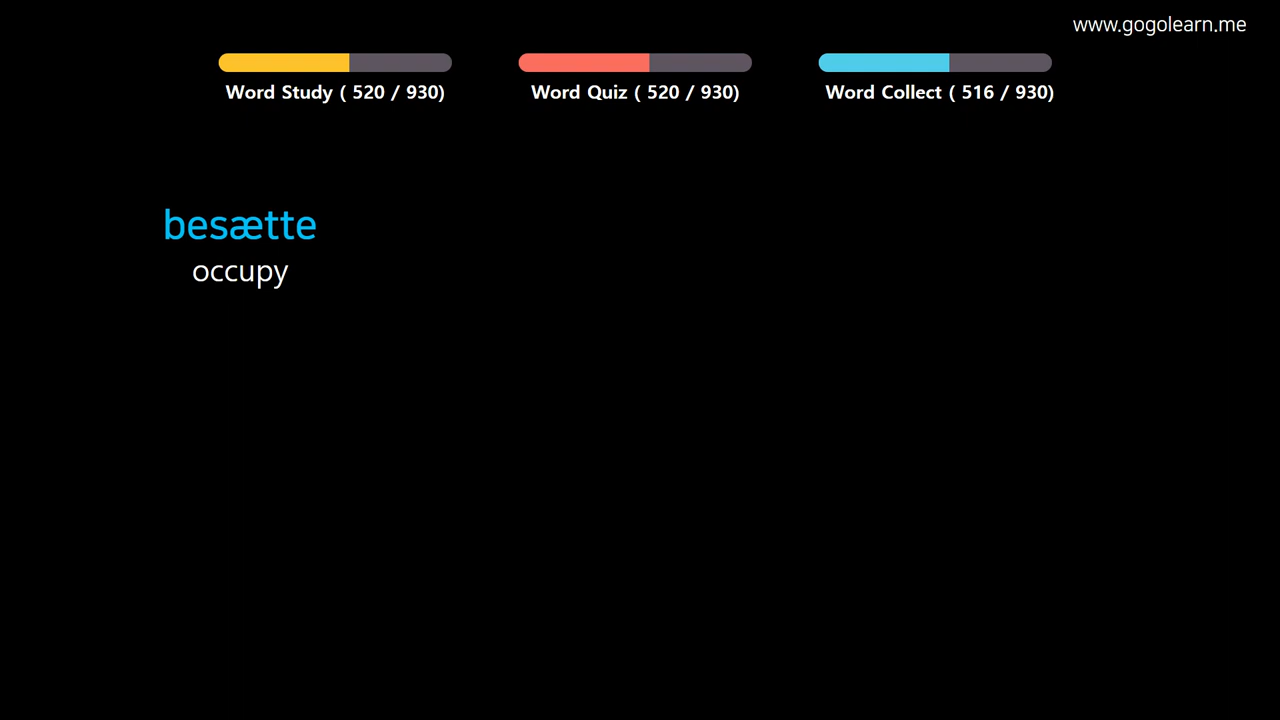 www.gogolearn.me
Word Study ( 520 / 930)
Word Quiz ( 520 / 930)
Word Collect ( 516 / 930)
besætte
occupy